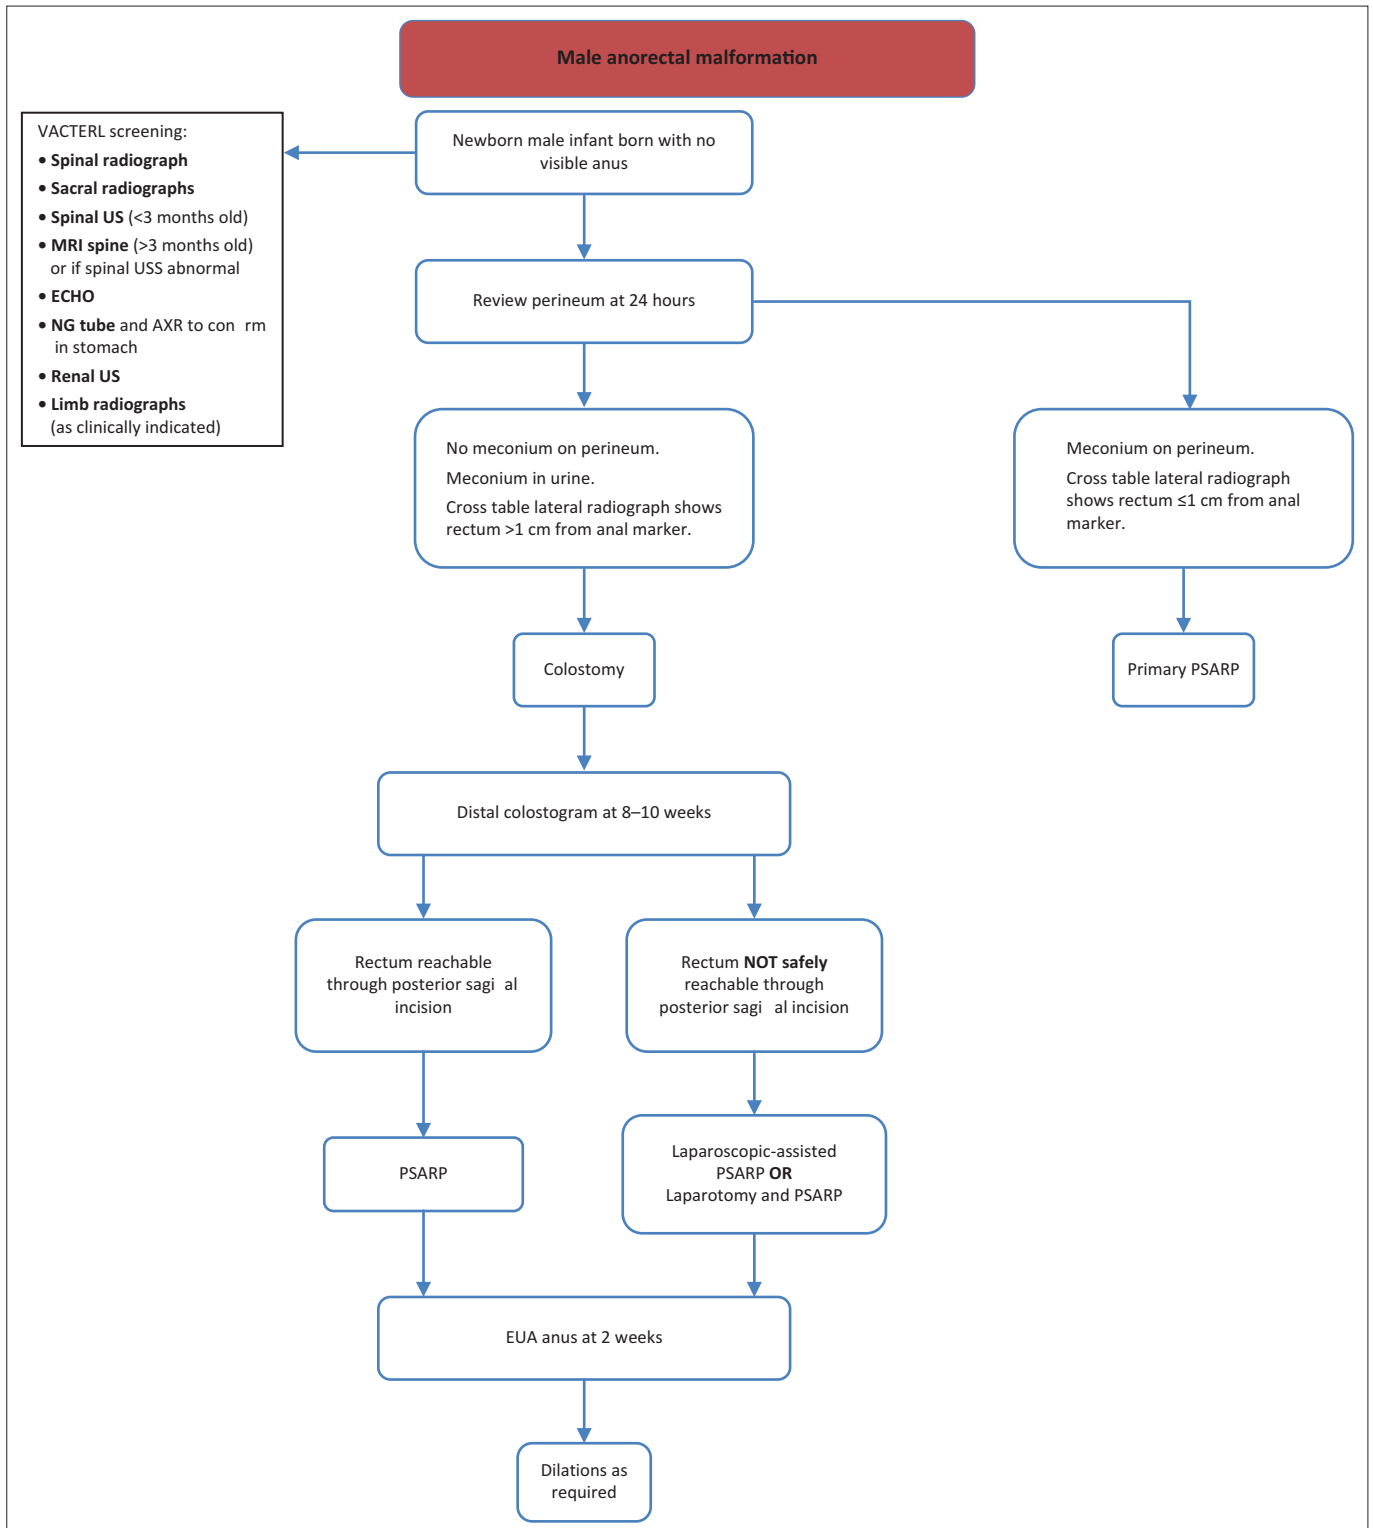 Male anorectal malformation
VACTERL screening:
• Spinal radiograph
• Sacral radiographs
• Spinal US (<3 months old)
• MRI spine (>3 months old)
or if spinal USS abnormal
• ECHO
• NG tube and AXR to con rm
in stomach
• Renal US
• Limb radiographs
(as clinically indicated)
Newborn male infant born with no
visible anus
Review perineum at 24 hours
No meconium on perineum.
Meconium in urine.
Cross table lateral radiograph shows
rectum >1 cm from anal marker.
Meconium on perineum.
Cross table lateral radiograph
shows rectum ≤1 cm from anal
marker.
Colostomy
Primary PSARP
Distal colostogram at 8–10 weeks
Rectum reachable
through posterior sagi al
incision
Rectum NOT safely
reachable through
posterior sagi al incision
PSARP
Laparoscopic-assisted
PSARP OR
Laparotomy and PSARP
EUA anus at 2 weeks
Dilations as
required